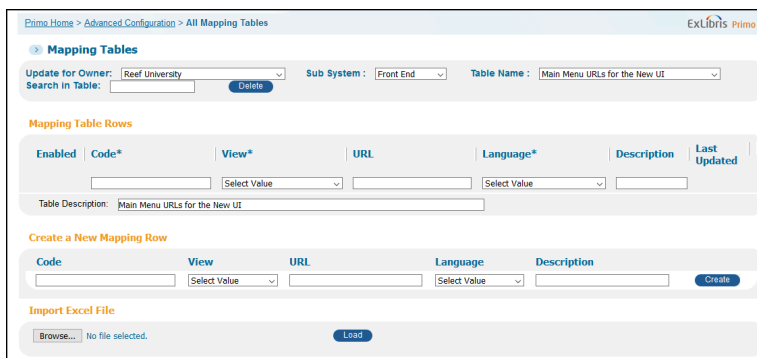 Primo Home > Advanced Configuration > All Mapping Tables
ExLibris Primo
Mapping Tables
Update for Owner: Reef University Sub System : Front End Table Name : Main Menu URLs for the New UI
Search in Table: Delete
Mapping Table Rows
Enabled Code* View* URL Language* Description Last Updated
Select Value Select Value
Table Description: Main Menu URLs for the New UI
Create a New Mapping Row
Code View URL Language Description
Select Value Select Value Create
Import Excel File
Browse... No file selected. Load